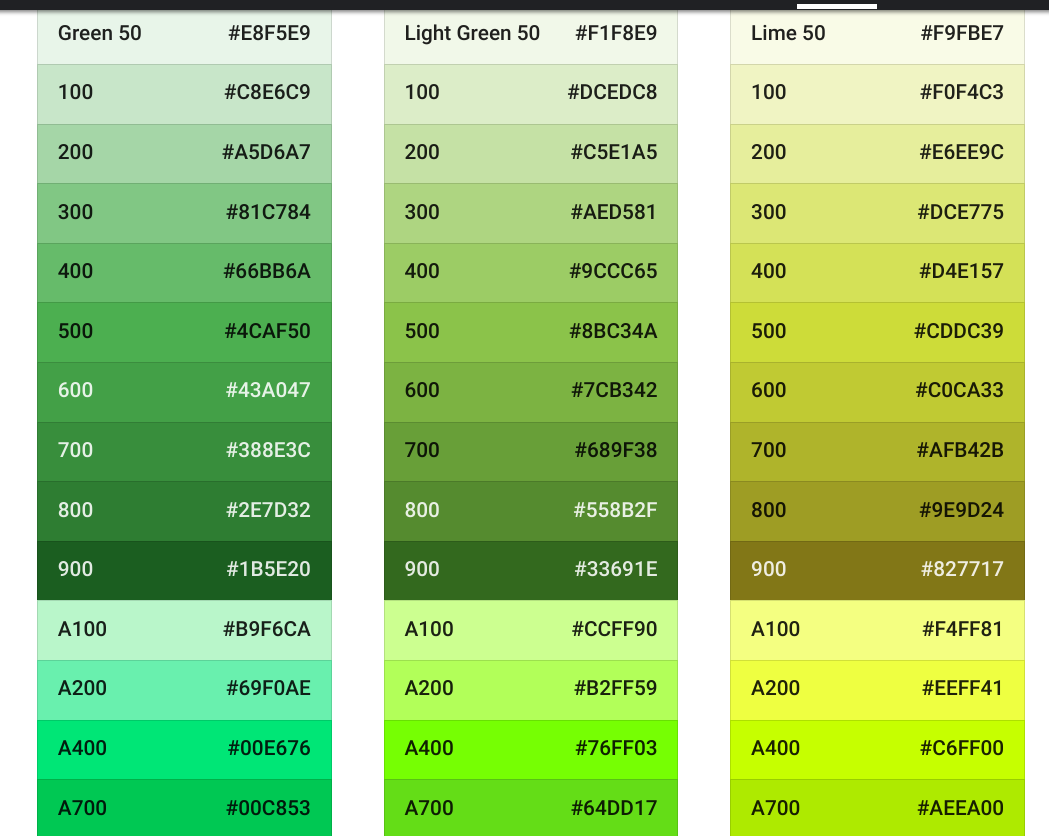 Green 50 #E8F5E9
100 #C8E6C9
200 #A5D6A7
300 #81C784
400 #66BB6A
500 #4CAF50
600 #43A047
700 #388E3C
800 #2E7D32
900 #1B5E20
A100 #B9F6CA
A200 #69F0AE
A400 #00E676
A700 #00C853
Light Green 50 #F1F8E9
100 #DCEDC8
200 #C5E1A5
300 #AED581
400 #9CCC65
500 #8BC34A
600 #7CB342
700 #689F38
800 #558B2F
900 #33691E
A100 #CCFF90
A200 #B2FF59
A400 #76FF03
A700 #64DD17
Lime 50 #F9FBE7
100 #F0F4C3
200 #E6EE9C
300 #DCE775
400 #D4E157
500 #CDDC39
600 #C0CA33
700 #AFB42B
800 #9E9D24
900 #827717
A100 #F4FF81
A200 #EEFF41
A400 #C6FF00
A700 #AEEA00